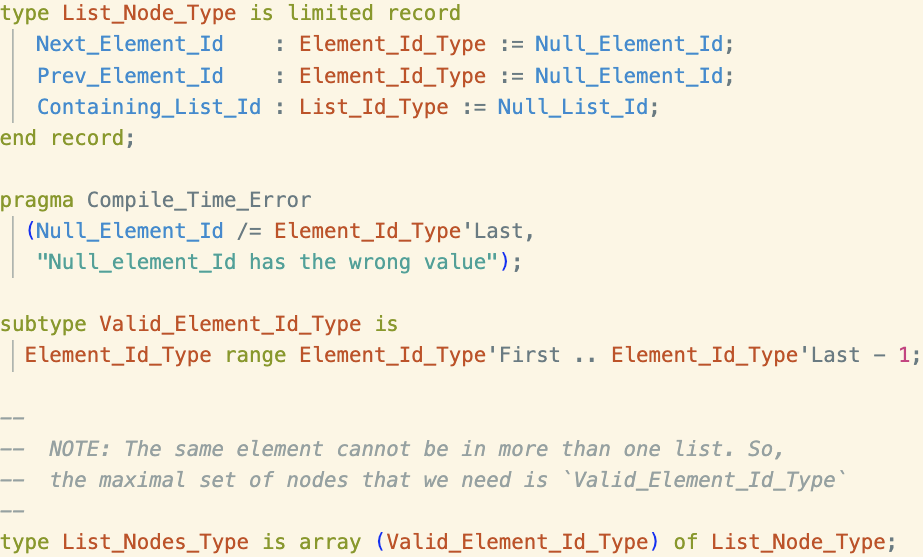 type List_Node_Type is limited record
   Next_Element_Id    : Element_Id_Type := Null_Element_Id;
   Prev_Element_Id    : Element_Id_Type := Null_Element_Id;
   Containing_List_Id : List_Id_Type := Null_List_Id;
end record;

pragma Compile_Time_Error
  (Null_Element_Id /= Element_Id_Type'Last,
   "Null_element_Id has the wrong value");

subtype Valid_Element_Id_Type is
  Element_Id_Type range Element_Id_Type'First .. Element_Id_Type'Last - 1;

--
--  NOTE: The same element cannot be in more than one list. So,
--  the maximal set of nodes that we need is `Valid_Element_Id_Type`
--
type List_Nodes_Type is array (Valid_Element_Id_Type) of List_Node_Type;